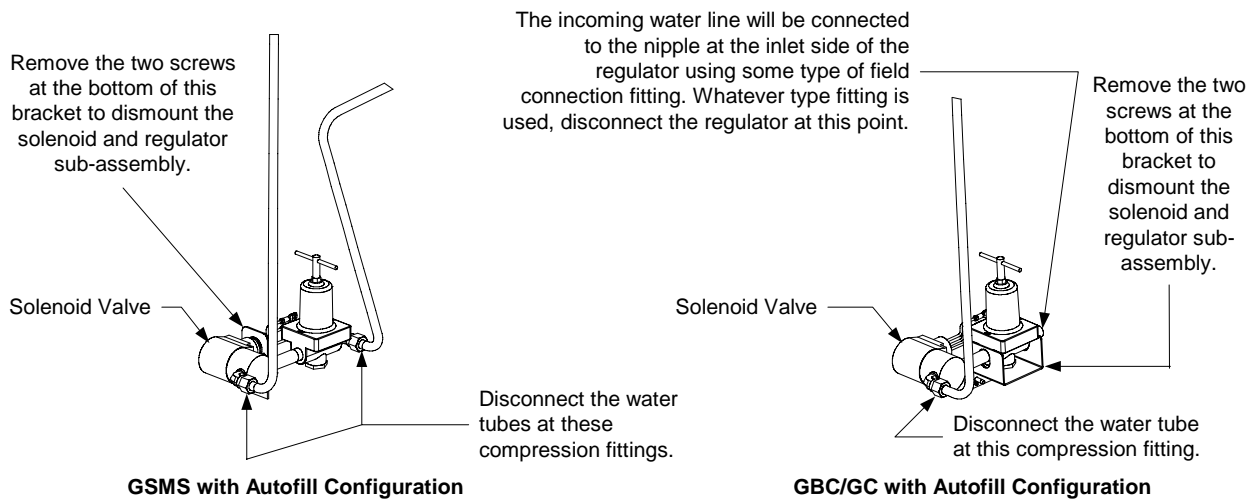 Remove the two screws
at the bottom of this
bracket to dismount the
solenoid and regulator
sub-assembly.
Solenoid Valve
Disconnect the water
tubes at these
compression fittings.
GSMS with Autofill Configuration
The incoming water line will be connected
to the nipple at the inlet side of the
regulator using some type of field
connection fitting. Whatever type fitting is
used, disconnect the regulator at this point.
Remove the two
screws at the
bottom of this
bracket to
dismount the
solenoid and
regulator sub-
assembly.
Solenoid Valve
Disconnect the water tube
at this compression fitting.
GBC/GC with Autofill Configuration